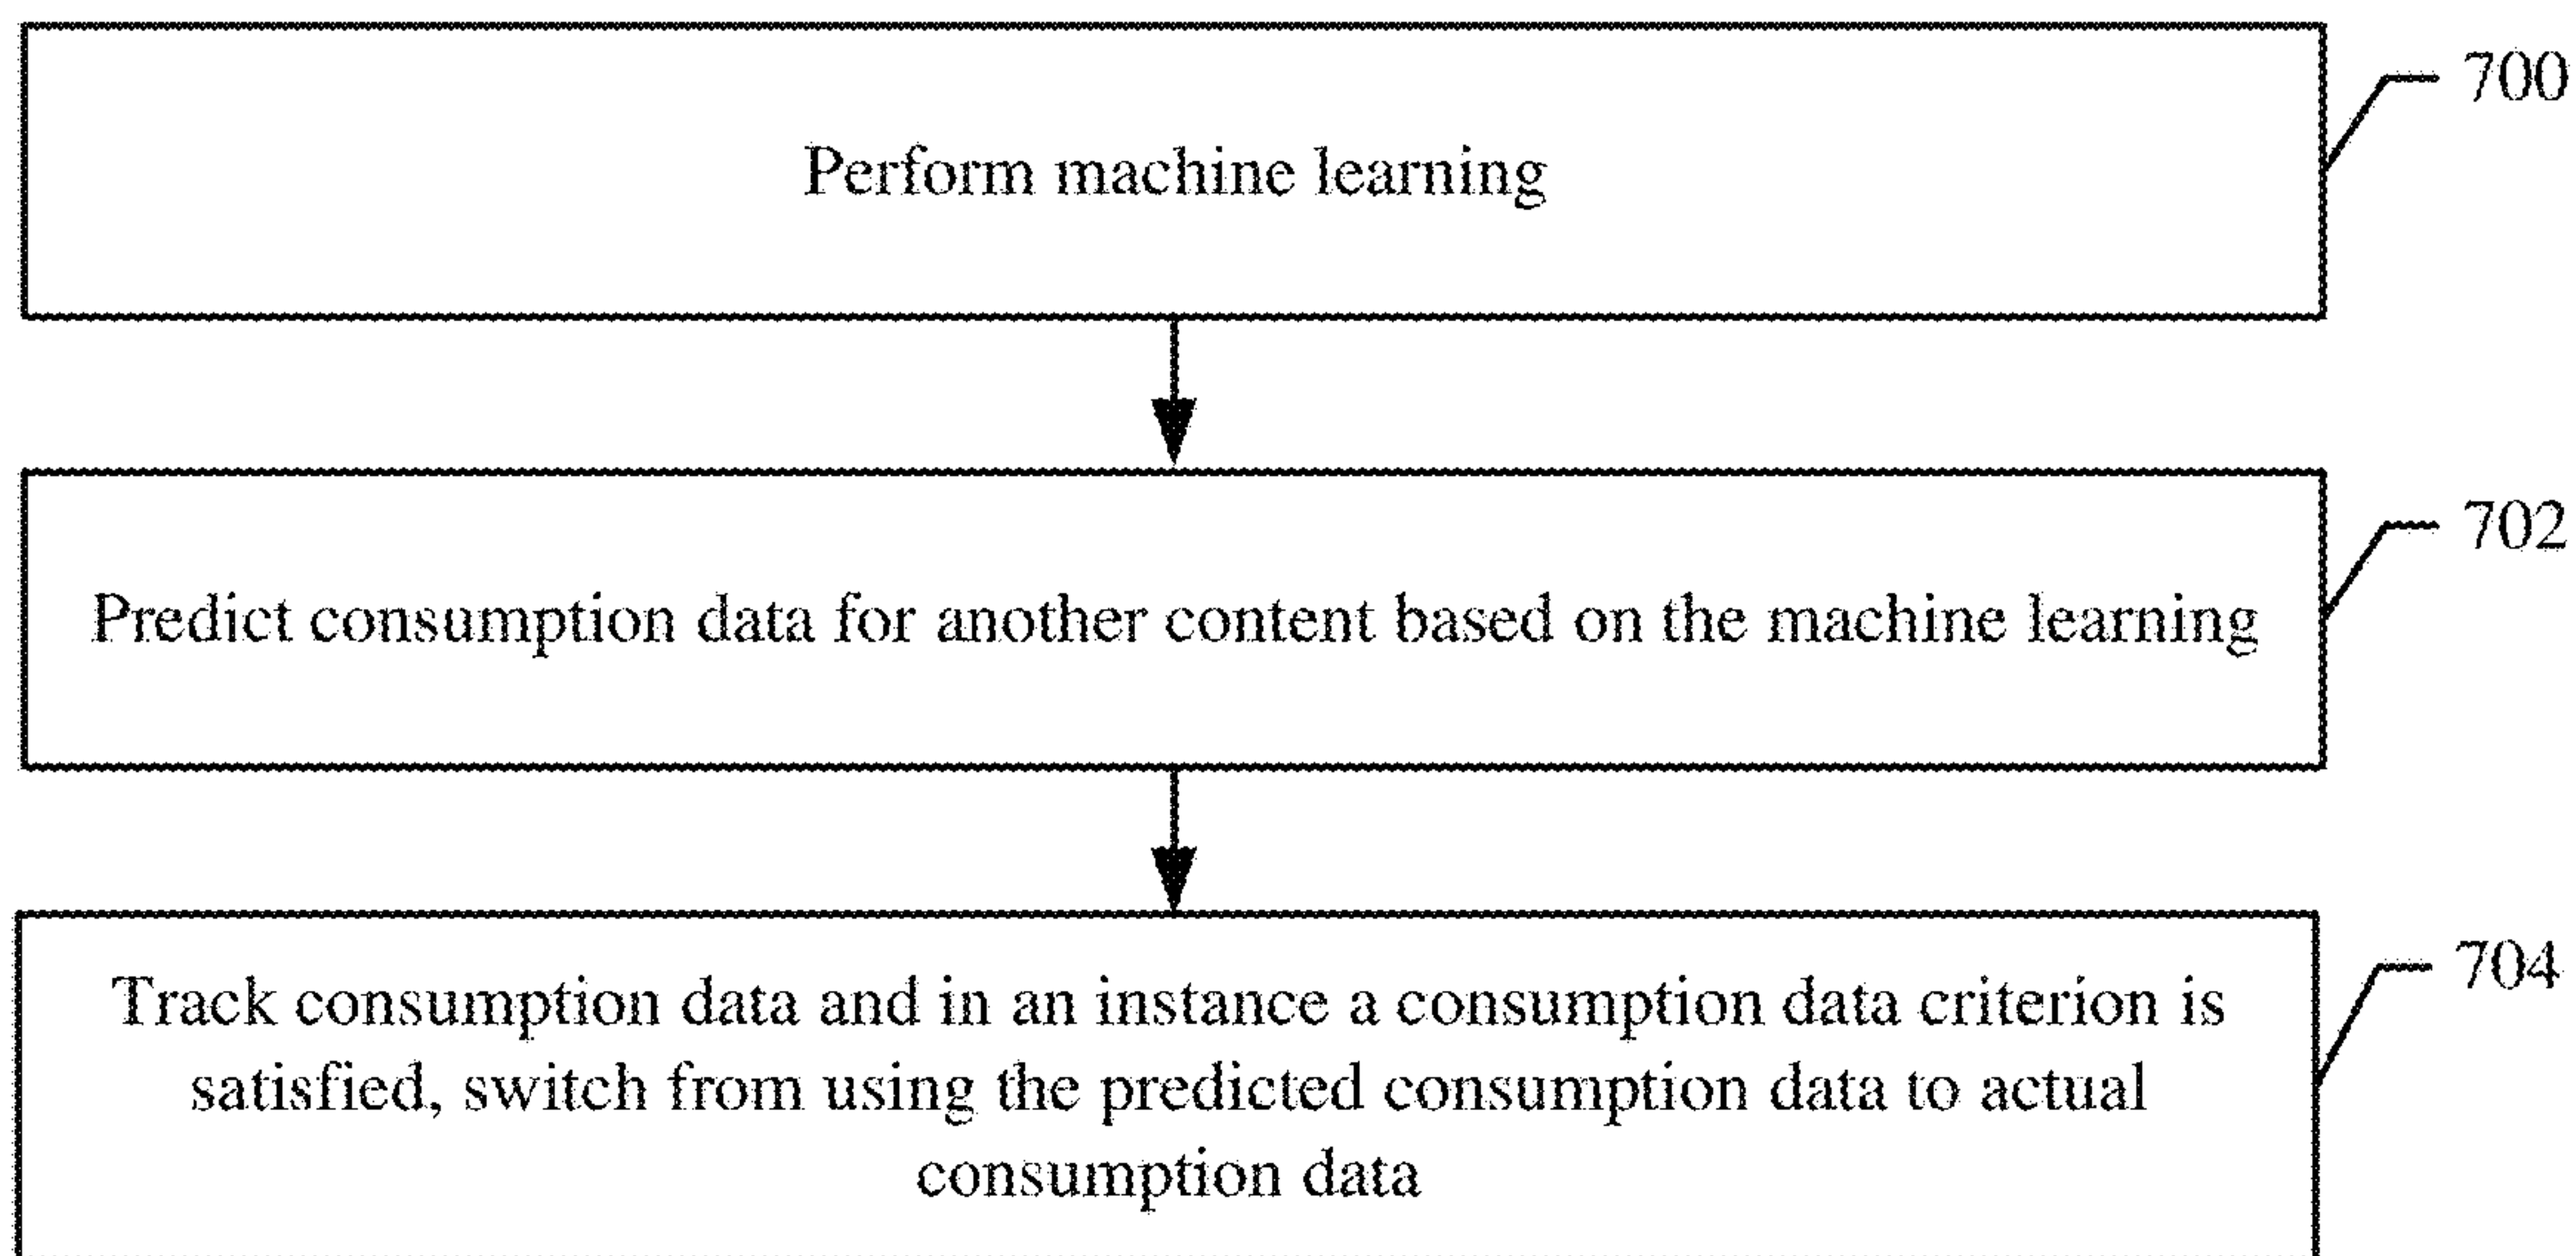 Perform machine learning
700
Predict consumption data for another content based on the machine learning
702
Track consumption data and in an instance a consumption data criterion is
satisfied, switch from using the predicted consumption data to actual
consumption data
704